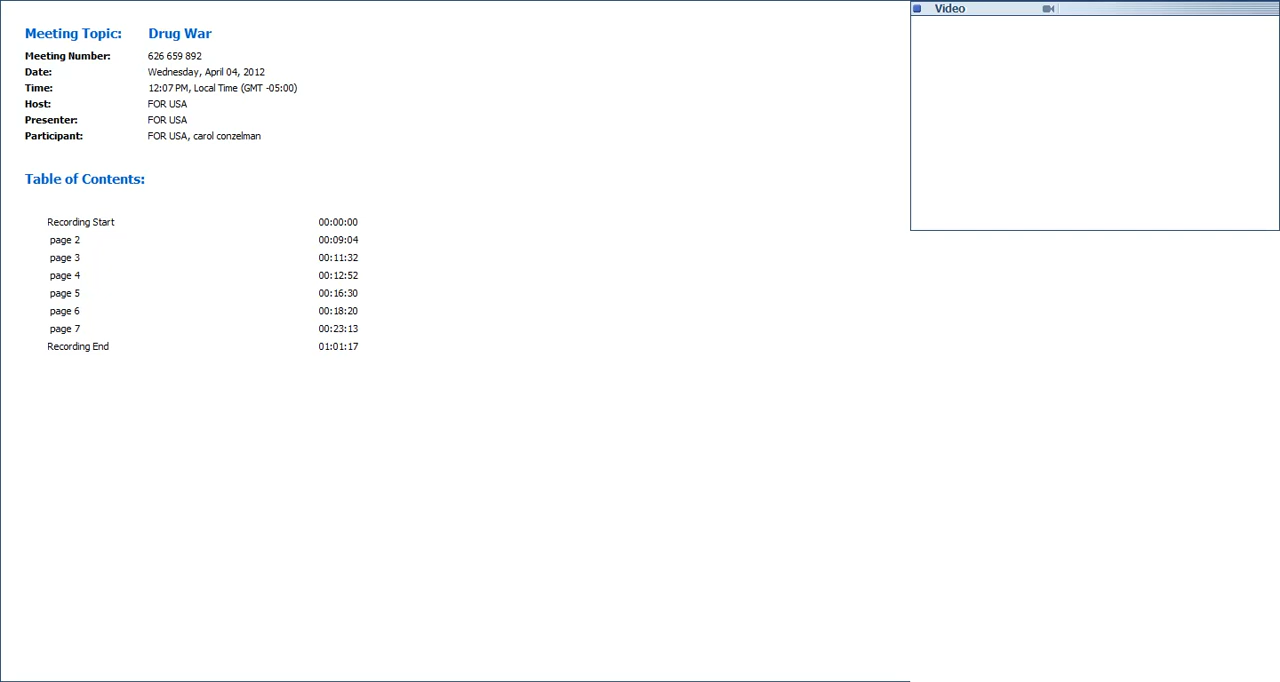 Meeting Topic: Drug War
Meeting Number: 626 659 892
Date: Wednesday, April 04, 2012
Time: 12:07 PM, Local Time (GMT -05:00)
Host: FOR USA
Presenter: FOR USA
Participant: FOR USA, carol conzelman
Table of Contents:
Recording Start 00:00:00
page 2 00:09:04
page 3 00:11:32
page 4 00:12:52
page 5 00:16:30
page 6 00:18:20
page 7 00:23:13
Recording End 01:01:17
Video